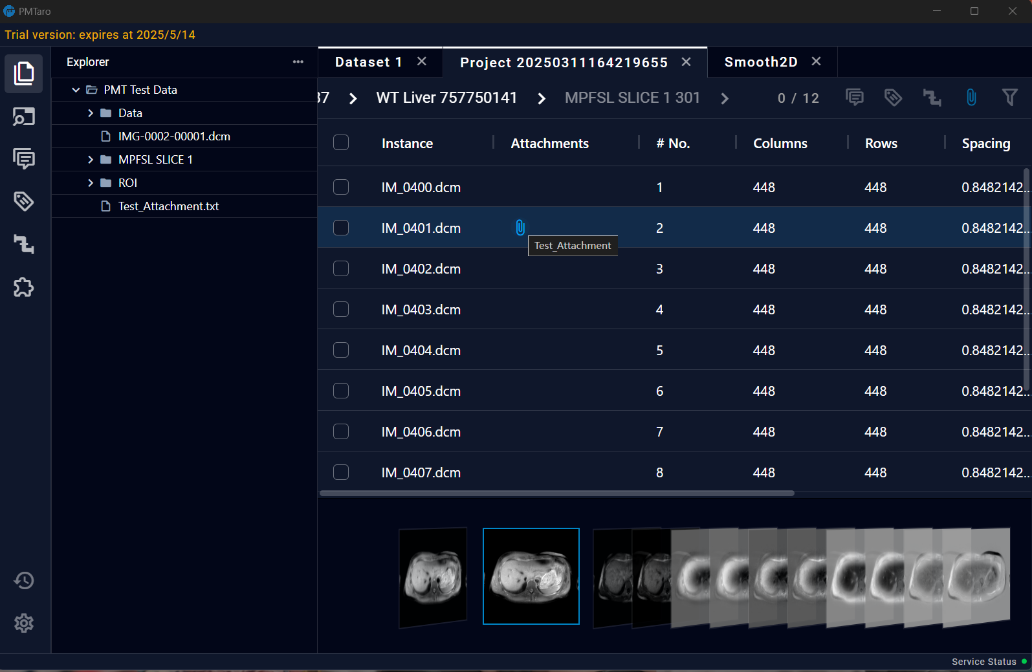 PMTaro
Trial version: expires at 2025/5/14
Explorer
PMT Test Data
Data
IMG-0002-00001.dcm
MPFSL SLICE 1
ROI
Test_Attachment.txt
Dataset 1
Project 20250311164219655
Smooth2D
37 WT Liver 757750141 MPFSL SLICE 1 301 0 / 12
Instance Attachments # No. Columns Rows Spacing
IM_0400.dcm 1 448 448 0.8482142...
IM_0401.dcm 2 448 448 0.8482142...
Test_Attachment
IM_0402.dcm 3 448 448 0.8482142...
IM_0403.dcm 4 448 448 0.8482142...
IM_0404.dcm 5 448 448 0.8482142...
IM_0405.dcm 6 448 448 0.8482142...
IM_0406.dcm 7 448 448 0.8482142...
IM_0407.dcm 8 448 448 0.8482142...
Service Status